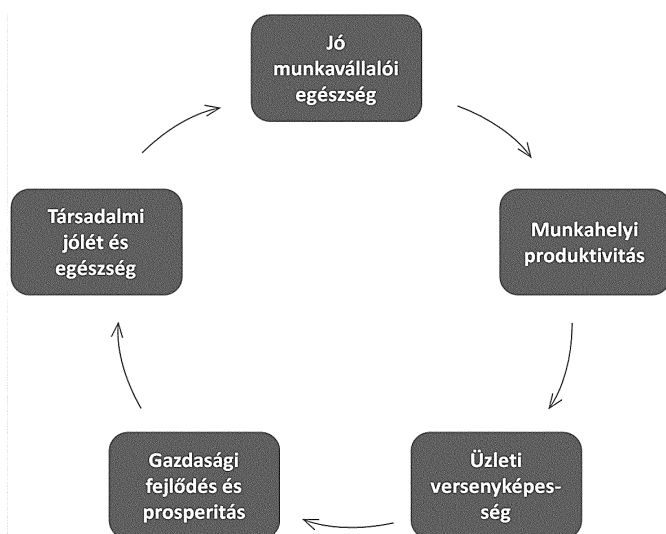 Jó
munkavállalói
egészség
Munkahelyi
produktivitás
Üzleti
versenyképes-
ség
Gazdasági
fejlődés és
prosperitás
Társadalmi
jólét és
egészség